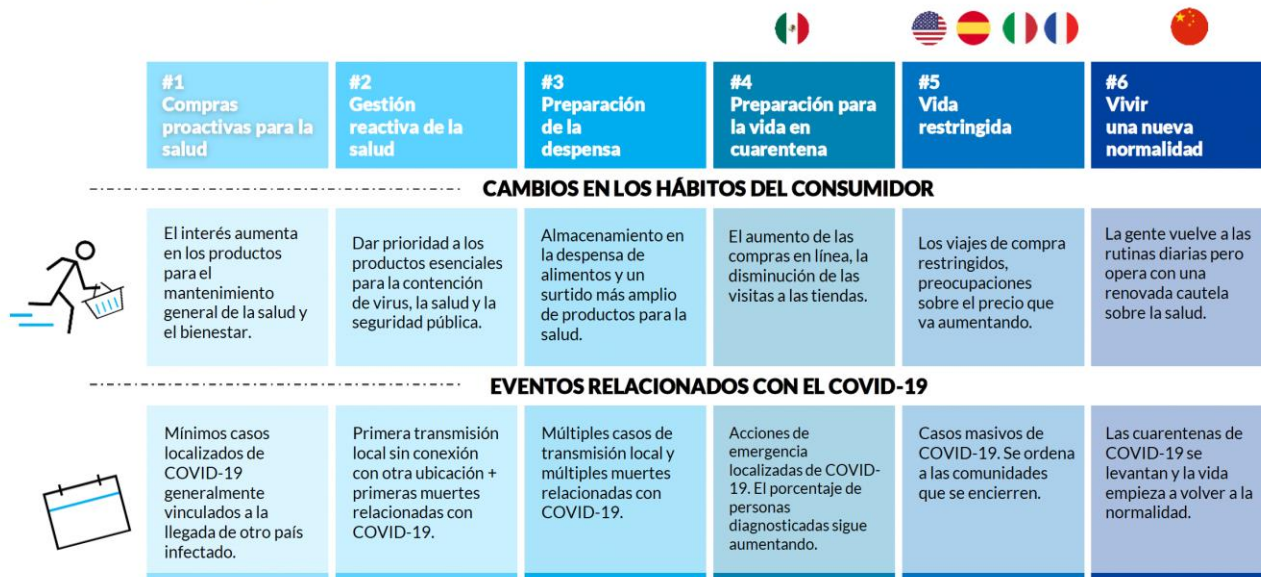 #1
Compras
proactivas para la
salud
#2
Gestión
reactiva de la
salud
#3
Preparación
de la
despensa
#4
Preparación para
la vida en
cuarentena
#5
Vida
restringida
#6
Vivir
una nueva
normalidad
CAMBIOS EN LOS HÁBITOS DEL CONSUMIDOR
El interés aumenta
en los productos
para el
mantenimiento
general de la salud y
el bienestar.
Dar prioridad a los
productos esenciales
para la contención
de virus, la salud y la
seguridad pública.
Almacenamiento en
la despensa de
alimentos y un
surtido más amplio
de productos para la
salud.
El aumento de las
compras en línea, la
disminución de las
visitas a las tiendas.
Los viajes de compra
restringidos,
preocupaciones
sobre el precio que
va aumentando.
La gente vuelve a las
rutinas diarias pero
opera con una
renovada cautela
sobre la salud.
EVENTOS RELACIONADOS CON EL COVID-19
Mínimos casos
localizados de
COVID-19
generalmente
vinculados a la
llegada de otro país
infectado.
Primera transmisión
local sin conexión
con otra ubicación +
primeras muertes
relacionadas con
COVID-19.
Múltiples casos de
transmisión local y
múltiples muertes
relacionadas con
COVID-19.
Acciones de
emergencia
localizadas de COVID-
19. El porcentaje de
personas
diagnosticadas sigue
aumentando.
Casos masivos de
COVID-19. Se ordena
a las comunidades
que se encierren.
Las cuarentenas de
COVID-19 se
levantan y la vida
empieza a volver a la
normalidad.